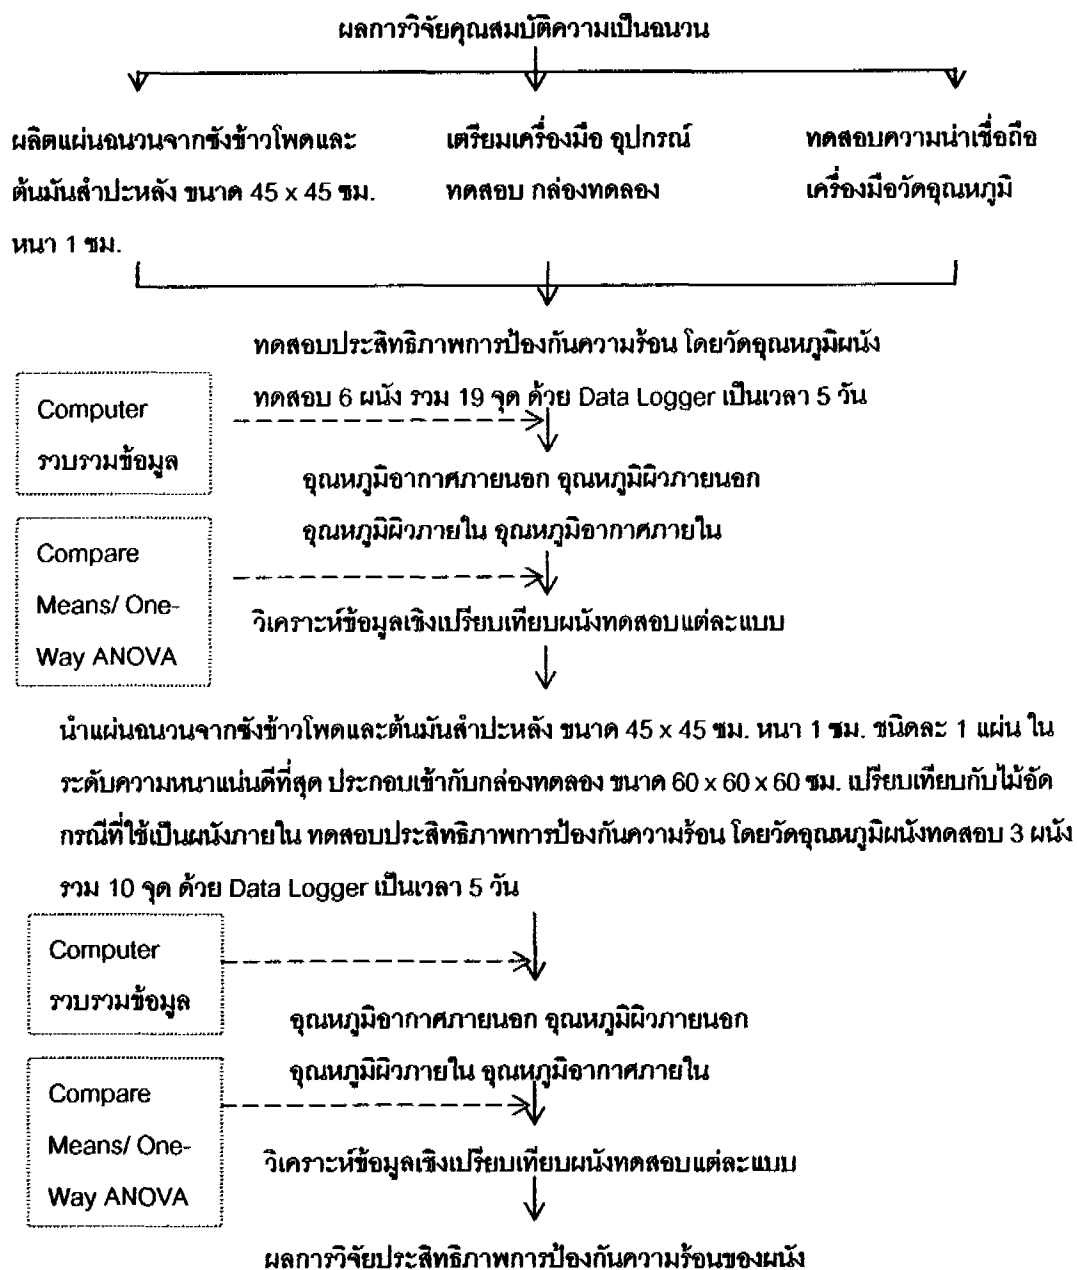 ผลการวิจัยคุณสมบัติความเป็นฉนวน
ผลิตแผ่นฉนวนจากซังข้าวโพดและ
ต้นมันสำปะหลัง ขนาด 45 x 45 ซม.
หนา 1 ซม.
เตรียมเครื่องมือ อุปกรณ์
ทดสอบ กล่องทดลอง
ทดสอบความน่าเชื่อถือ
เครื่องมือวัดอุณหภูมิ
ทดสอบประสิทธิภาพการป้องกันความร้อน โดยวัดอุณหภูมิผนัง
ทดสอบ 6 ผนัง รวม 19 จุด ด้วย Data Logger เป็นเวลา 5 วัน
Computer
รวบรวมข้อมูล
อุณหภูมิอากาศภายนอก อุณหภูมิผิวภายนอก
อุณหภูมิผิวภายใน อุณหภูมิอากาศภายใน
Compare
Means/ One-
Way ANOVA
วิเคราะห์ข้อมูลเชิงเปรียบเทียบผนังทดสอบแต่ละแบบ
นำแผ่นฉนวนจากซังข้าวโพดและต้นมันสำปะหลัง ขนาด 45 x 45 ซม. หนา 1 ซม. ชนิดละ 1 แผ่น ใน
ระดับความหนาแน่นดีที่สุด ประกอบเข้ากับกล่องทดลอง ขนาด 60 x 60 x 60 ซม. เปรียบเทียบกับไม้อัด
กรณีที่ใช้เป็นผนังภายใน ทดสอบประสิทธิภาพการป้องกันความร้อน โดยวัดอุณหภูมิผนังทดสอบ 3 ผนัง
รวม 10 จุด ด้วย Data Logger เป็นเวลา 5 วัน
Computer
รวบรวมข้อมูล
อุณหภูมิอากาศภายนอก อุณหภูมิผิวภายนอก
อุณหภูมิผิวภายใน อุณหภูมิอากาศภายใน
Compare
Means/ One-
Way ANOVA
วิเคราะห์ข้อมูลเชิงเปรียบเทียบผนังทดสอบแต่ละแบบ
ผลการวิจัยประสิทธิภาพการป้องกันความร้อนของผนัง